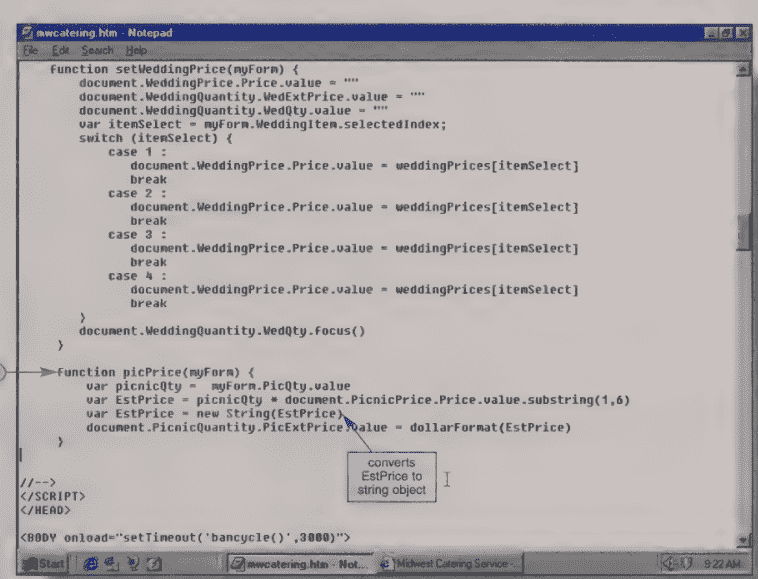 mwcatering.htm - Notepad
File Edit Search Help
function setWeddingPrice(myForm) {
document.WeddingPrice.Price.value = ""
document.WeddingQuantity.WedExtPrice.value = ""
document.WeddingQuantity.WedQty.value = ""
var itemSelect = myForm.WeddingItem.selectedIndex;
switch (itemSelect) {
case 1 :
document.WeddingPrice.Price.value = weddingPrices[itemSelect]
break
case 2 :
document.WeddingPrice.Price.value = weddingPrices[itemSelect]
break
case 3 :
document.WeddingPrice.Price.value = weddingPrices[itemSelect]
break
case 4 :
document.WeddingPrice.Price.value = weddingPrices[itemSelect]
break
}
document.WeddingQuantity.WedQty.focus()
}
function picPrice(myForm) {
var picnicQty = myForm.PicQty.value
var EstPrice = picnicQty * document.PicnicPrice.Price.value.substring(1,6)
var EstPrice = new String(EstPrice)
document.PicnicQuantity.PicExtPrice.value = dollarFormat(EstPrice)
}
converts
EstPrice to
string object
//-->
</SCRIPT>
</HEAD>
<BODY onload="setTimeout('bancycle()',3000)">
Start mwcatering.htm - Not... Midwest Catering Service -... 9:22 AM